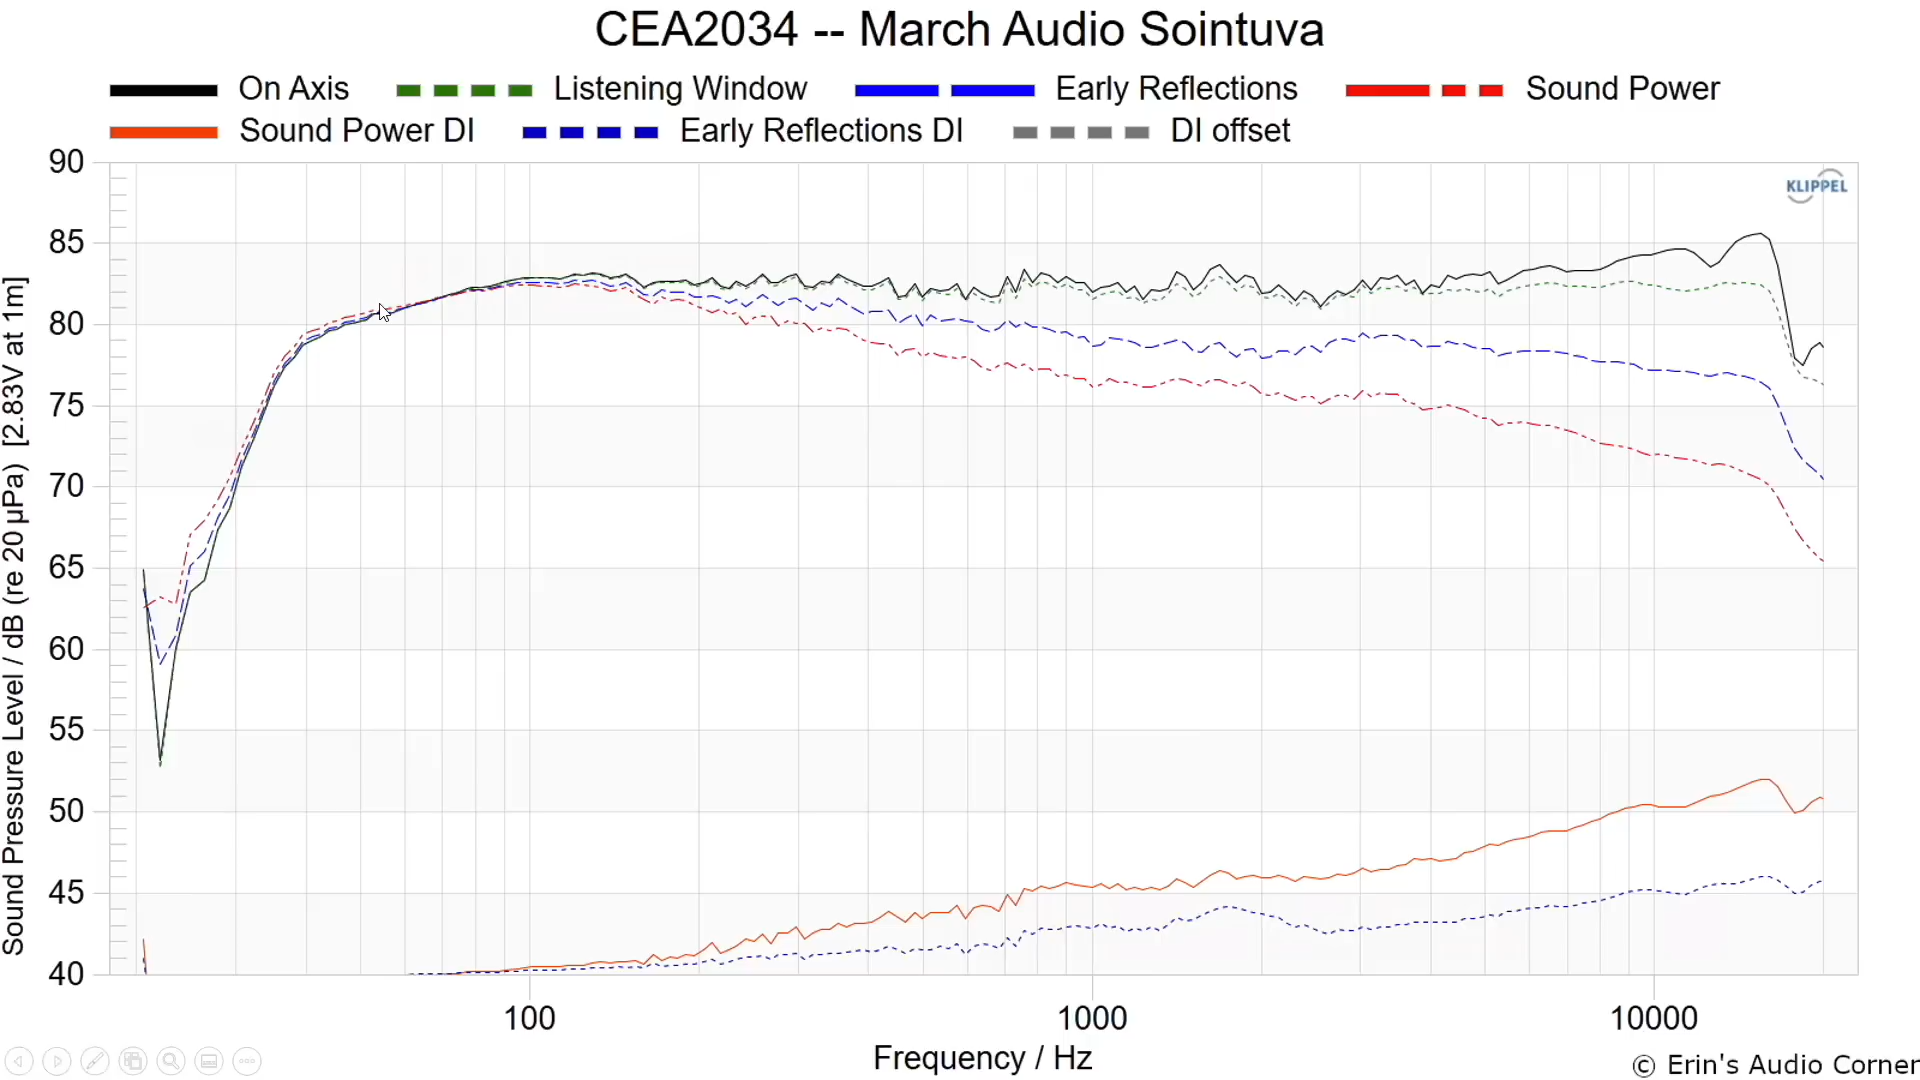 CEA2034 -- March Audio Sointuva
On Axis Listening Window Early Reflections Sound Power
Sound Power DI Early Reflections DI DI offset
90
KLIPPEL
85
80
75
70
65
60
55
50
45
40
Sound Pressure Level / dB (re 20 µPa) [2.83V at 1m]
100 1000 10000
Frequency / Hz
© Erin's Audio Corner